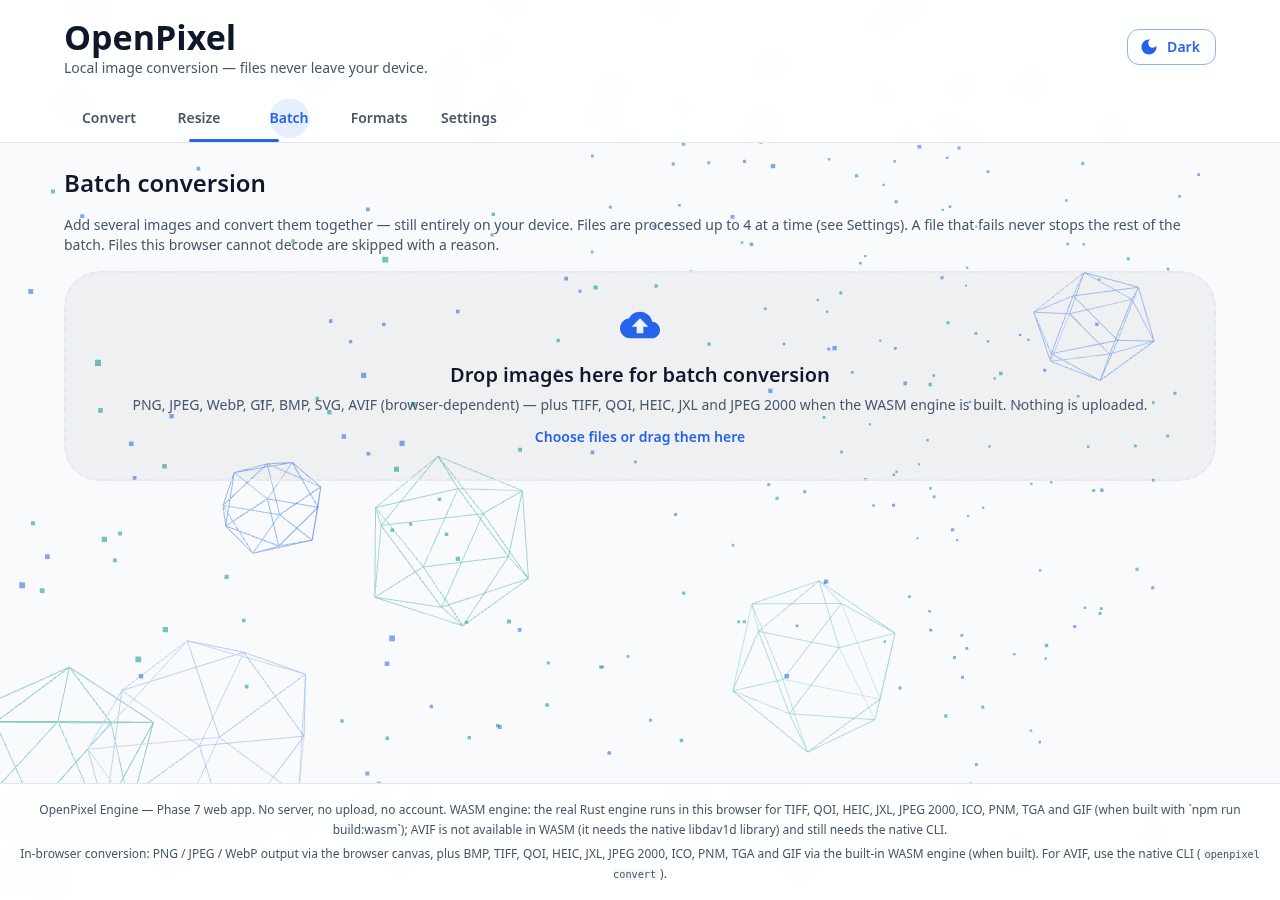 OpenPixel
Local image conversion — files never leave your device.
Dark
Convert
Resize
Batch
Formats
Settings
Batch conversion
Add several images and convert them together — still entirely on your device. Files are processed up to 4 at a time (see Settings). A file that fails never stops the rest of the
batch. Files this browser cannot decode are skipped with a reason.
Drop images here for batch conversion
PNG, JPEG, WebP, GIF, BMP, SVG, AVIF (browser-dependent) — plus TIFF, QOI, HEIC, JXL and JPEG 2000 when the WASM engine is built. Nothing is uploaded.
Choose files or drag them here
OpenPixel Engine — Phase 7 web app. No server, no upload, no account. WASM engine: the real Rust engine runs in this browser for TIFF, QOI, HEIC, JXL, JPEG 2000, ICO, PNM, TGA and GIF (when built with `npm run
build:wasm`); AVIF is not available in WASM (it needs the native libdav1d library) and still needs the native CLI.
In-browser conversion: PNG / JPEG / WebP output via the browser canvas, plus BMP, TIFF, QOI, HEIC, JXL, JPEG 2000, ICO, PNM, TGA and GIF via the built-in WASM engine (when built). For AVIF, use the native CLI ( openpixel
convert ).